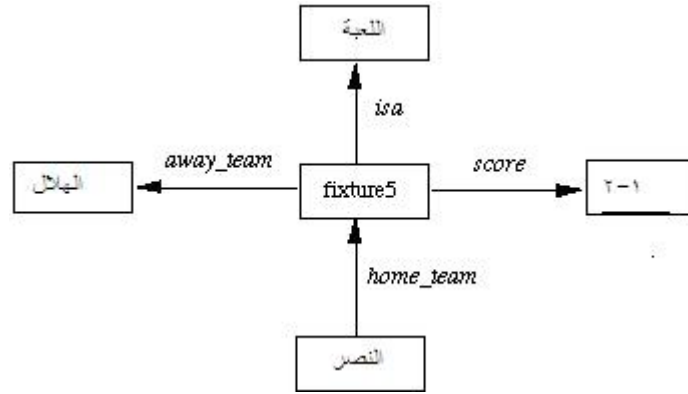 اللعبة
isa
away_team
score
الهلال
fixture5
٢-١
home_team
النصر